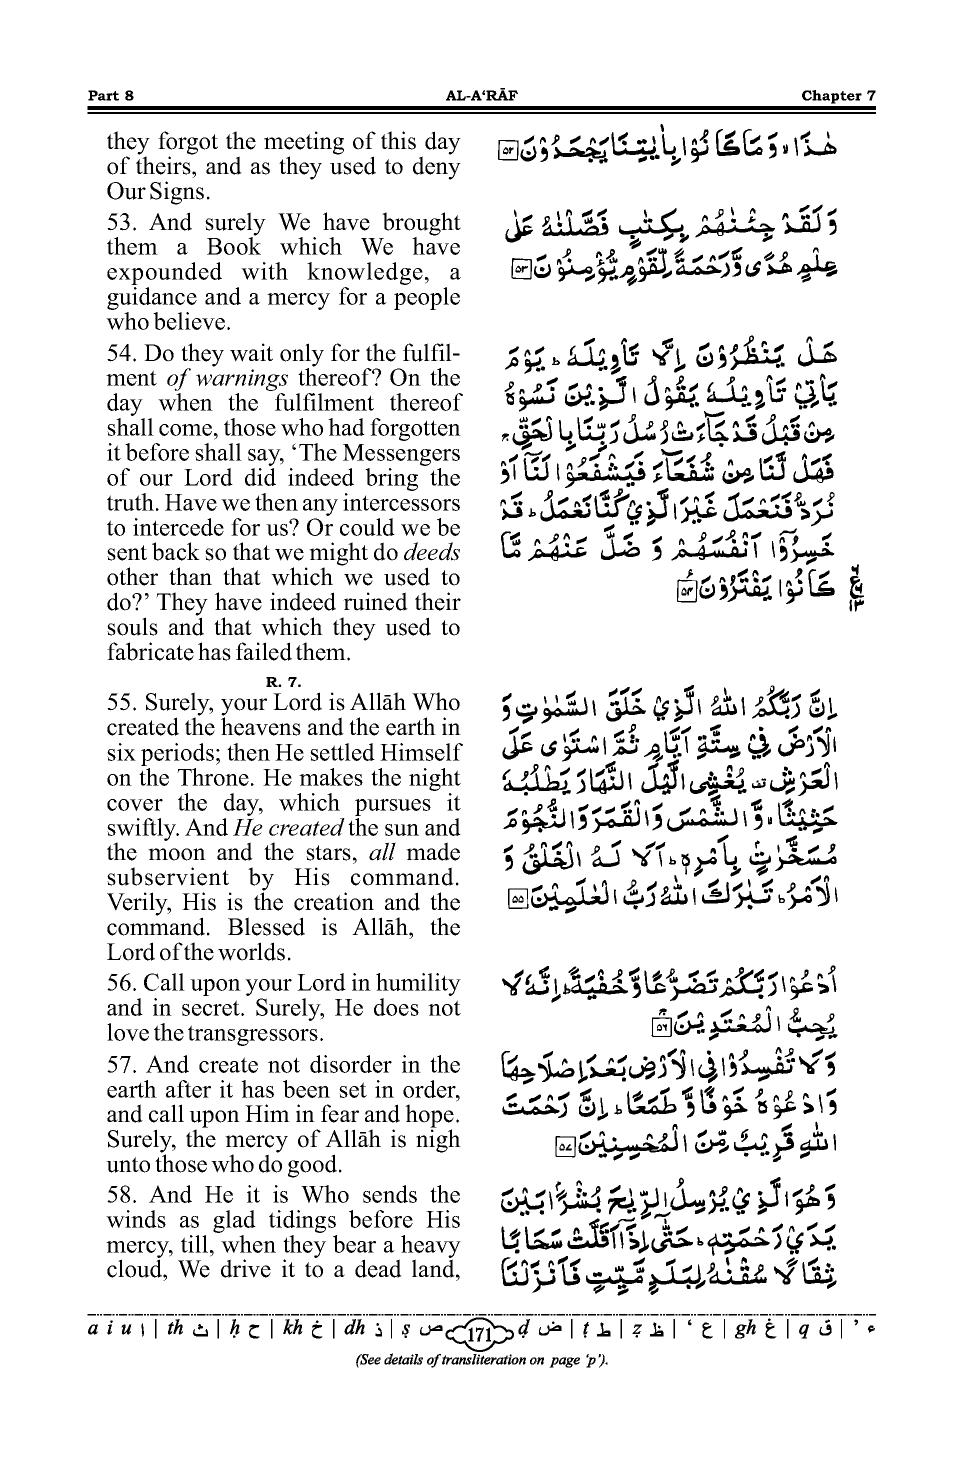 Part 8
AL-A‘RĀF
Chapter 7
they forgot the meeting of this day
of theirs, and as they used to deny
Our Signs.
53. And surely We have brought
them a Book which We have
expounded with knowledge, a
guidance and a mercy for a people
who believe.
54. Do they wait only for the fulfil-
ment of warnings thereof? On the
day when the fulfilment thereof
shall come, those who had forgotten
it before shall say, ‘The Messengers
of our Lord did indeed bring the
truth. Have we then any intercessors
to intercede for us? Or could we be
sent back so that we might do deeds
other than that which we used to
do?’ They have indeed ruined their
souls and that which they used to
fabricate has failed them.
R. 7.
55. Surely, your Lord is Allāh Who
created the heavens and the earth in
six periods; then He settled Himself
on the Throne. He makes the night
cover the day, which pursues it
swiftly. And He created the sun and
the moon and the stars, all made
subservient by His command.
Verily, His is the creation and the
command. Blessed is Allāh, the
Lord of the worlds.
56. Call upon your Lord in humility
and in secret. Surely, He does not
love the transgressors.
57. And create not disorder in the
earth after it has been set in order,
and call upon Him in fear and hope.
Surely, the mercy of Allāh is nigh
unto those who do good.
58. And He it is Who sends the
winds as glad tidings before His
mercy, till, when they bear a heavy
cloud, We drive it to a dead land,
هٰذَا ۙ وَ مَا كَانُوْا بِاٰيٰتِنَا يَجْحَدُوْنَ ۵۲
وَ لَقَدْ جِئْنٰهُمْ بِكِتٰبٍ فَصَّلْنٰهُ عَلٰى
عِلْمٍ هُدًى وَّ رَحْمَةً لِّقَوْمٍ يُّؤْمِنُوْنَ ۵۳
هَلْ يَنْظُرُوْنَ اِلَّا تَاْوِيْلَهٗ ؕ يَوْمَ
يَاْتِيْ تَاْوِيْلُهٗ يَقُوْلُ الَّذِيْنَ نَسُوْهُ
مِنْ قَبْلُ قَدْ جَآءَتْ رُسُلُ رَبِّنَا بِالْحَقِّ ۚ
فَهَلْ لَّنَا مِنْ شُفَعَآءَ فَيَشْفَعُوْا لَنَآ اَوْ
نُرَدُّ فَنَعْمَلَ غَيْرَ الَّذِيْ كُنَّا نَعْمَلُ ؕ قَدْ
خَسِرُوْۤا اَنْفُسَهُمْ وَ ضَلَّ عَنْهُمْ مَّا
كَانُوْا يَفْتَرُوْنَ ۵۴
اِنَّ رَبَّكُمُ اللّٰهُ الَّذِيْ خَلَقَ السَّمٰوٰتِ وَ
الْاَرْضَ فِيْ سِتَّةِ اَيَّامٍ ثُمَّ اسْتَوٰى عَلَى
الْعَرْشِ ۟ يُغْشِى الَّيْلَ النَّهَارَ يَطْلُبُهٗ
حَثِيْثًا ۙ وَّ الشَّمْسَ وَ الْقَمَرَ وَ النُّجُوْمَ
مُسَخَّرٰتٍۭ بِاَمْرِهٖ ؕ اَلَا لَهُ الْخَلْقُ وَ
الْاَمْرُ ؕ تَبٰرَكَ اللّٰهُ رَبُّ الْعٰلَمِيْنَ ۵۵
اُدْعُوْا رَبَّكُمْ تَضَرُّعًا وَّ خُفْيَةً ؕ اِنَّهٗ لَا
يُحِبُّ الْمُعْتَدِيْنَ ۵۶
وَ لَا تُفْسِدُوْا فِى الْاَرْضِ بَعْدَ اِصْلَاحِهَا
وَ ادْعُوْهُ خَوْفًا وَّ طَمَعًا ؕ اِنَّ رَحْمَتَ
اللّٰهِ قَرِيْبٌ مِّنَ الْمُحْسِنِيْنَ ۵۷
وَ هُوَ الَّذِيْ يُرْسِلُ الرِّيٰحَ بُشْرًۢا بَيْنَ
يَدَيْ رَحْمَتِهٖ ؕ حَتّٰۤى اِذَاۤ اَقَلَّتْ سَحَابًا
ثِقَالًا سُقْنٰهُ لِبَلَدٍ مَّيِّتٍ فَاَنْزَلْنَا
a i u ا | th ث | ḥ ح | kh خ | dh ذ | ṣ ص 171 ḍ ض | ṭ ط | ẓ ظ | ‘ ع | gh غ | q ق | ’ ء
(See details of transliteration on page ‘p’).